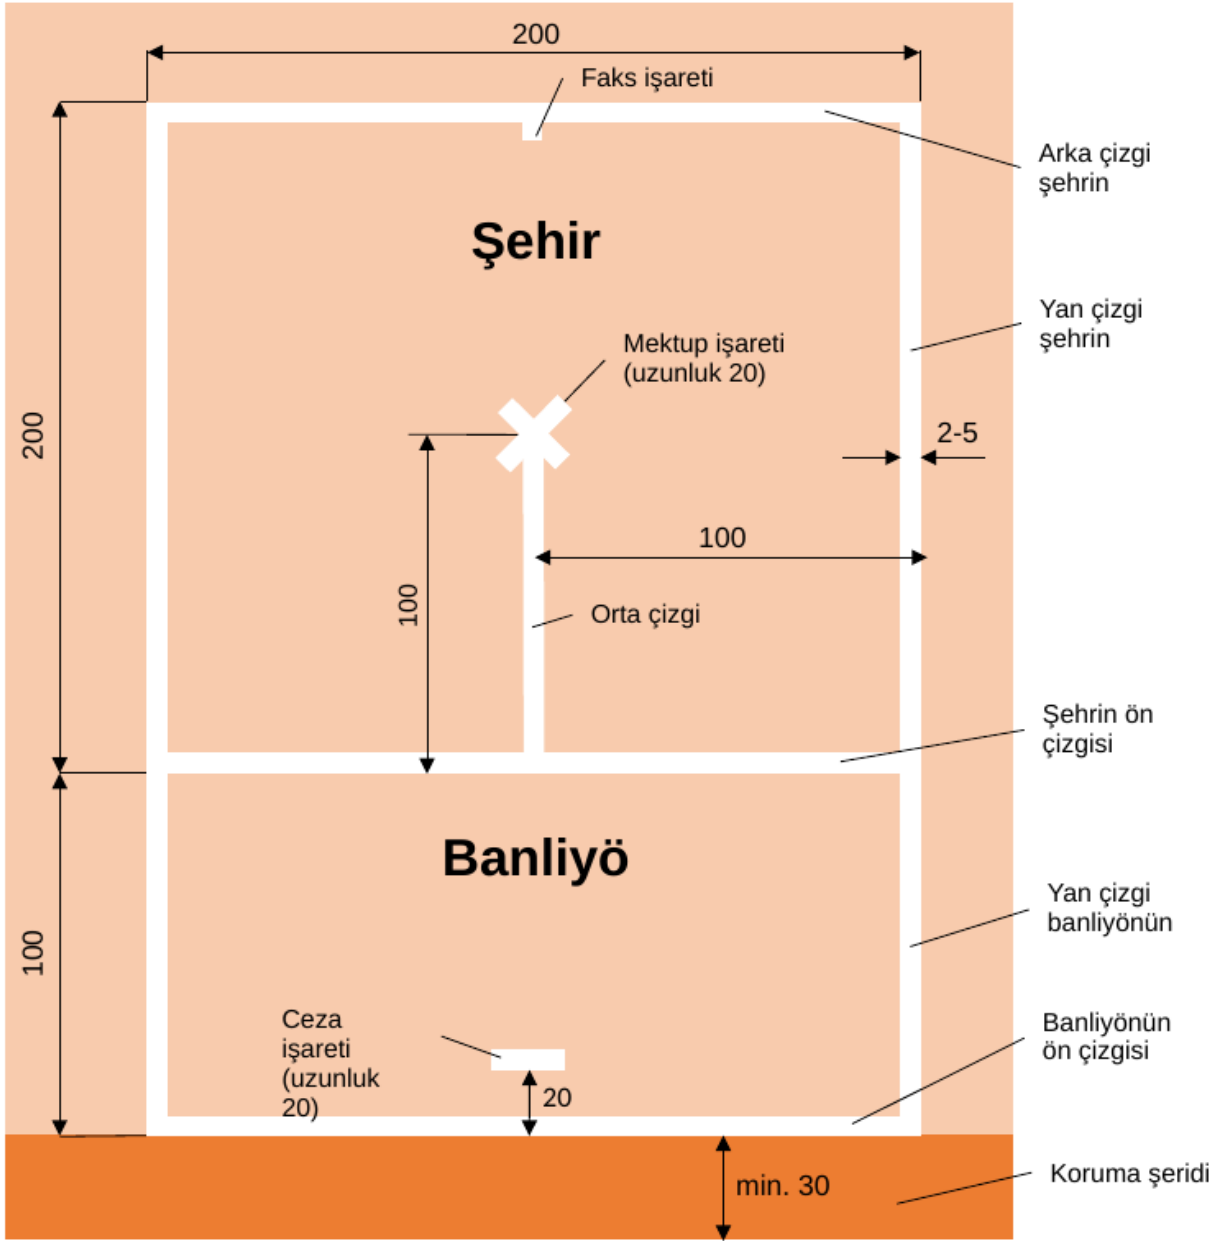 200
Faks işareti
Arka çizgi
şehrin
Şehir
Yan çizgi
şehrin
Mektup işareti
(uzunluk 20)
200
2-5
100
100
Orta çizgi
Şehrin ön
çizgisi
Banliyö
Yan çizgi
banliyönün
100
Ceza
işareti
(uzunluk
20)
20
Banliyönün
ön çizgisi
min. 30
Koruma şeridi